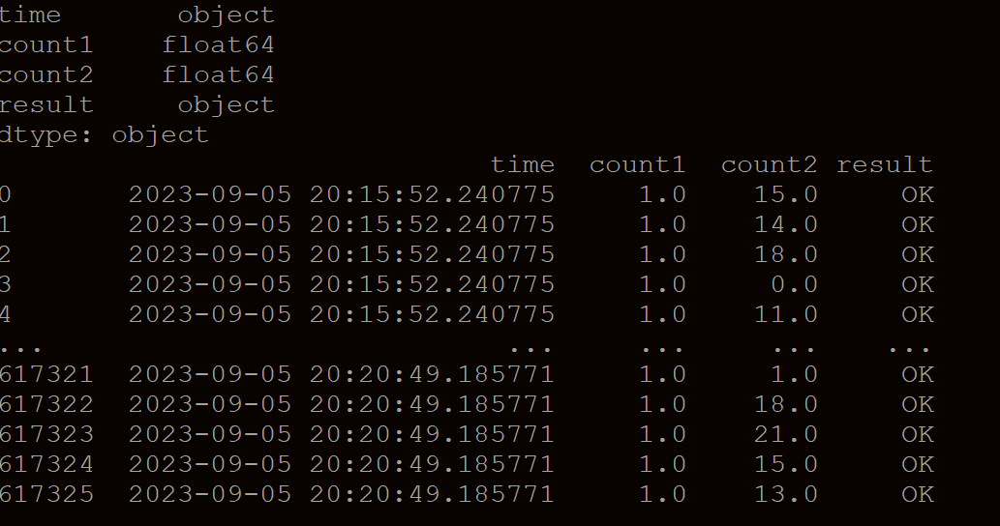 time object
count1 float64
count2 float64
result object
dtype: object
time count1 count2 result
0 2023-09-05 20:15:52.240775 1.0 15.0 OK
1 2023-09-05 20:15:52.240775 1.0 14.0 OK
2 2023-09-05 20:15:52.240775 1.0 18.0 OK
3 2023-09-05 20:15:52.240775 1.0 0.0 OK
4 2023-09-05 20:15:52.240775 1.0 11.0 OK
... ... ... ... ...
617321 2023-09-05 20:20:49.185771 1.0 1.0 OK
617322 2023-09-05 20:20:49.185771 1.0 18.0 OK
617323 2023-09-05 20:20:49.185771 1.0 21.0 OK
617324 2023-09-05 20:20:49.185771 1.0 15.0 OK
617325 2023-09-05 20:20:49.185771 1.0 13.0 OK